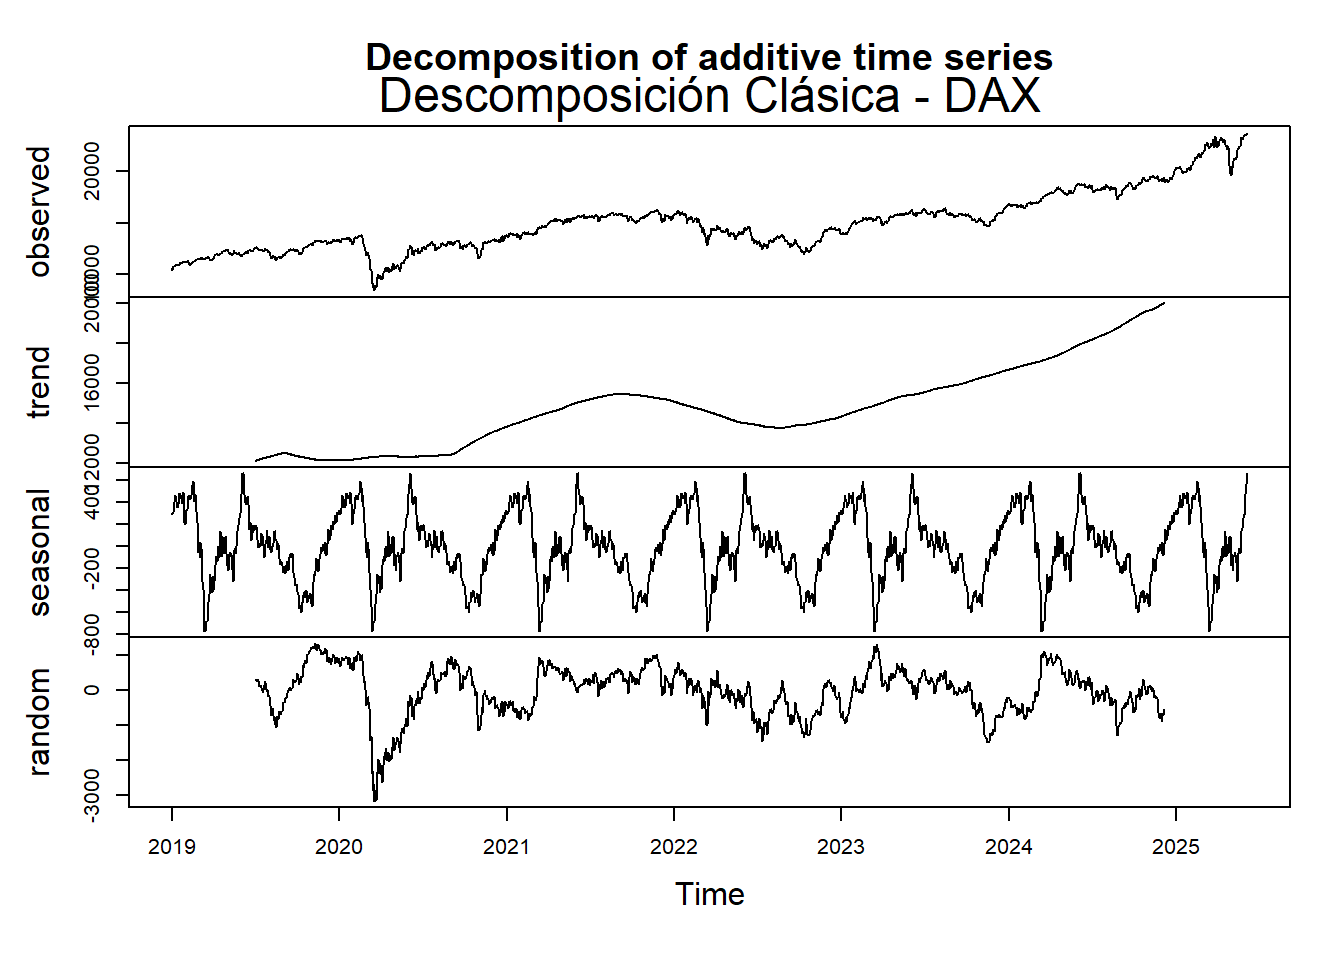 Decomposition of additive time series
Descomposición Clásica - DAX
observed
20000
10000
trend
20000
16000
12000
seasonal
400
-200
-800
random
0
-3000
2019 2020 2021 2022 2023 2024 2025
Time